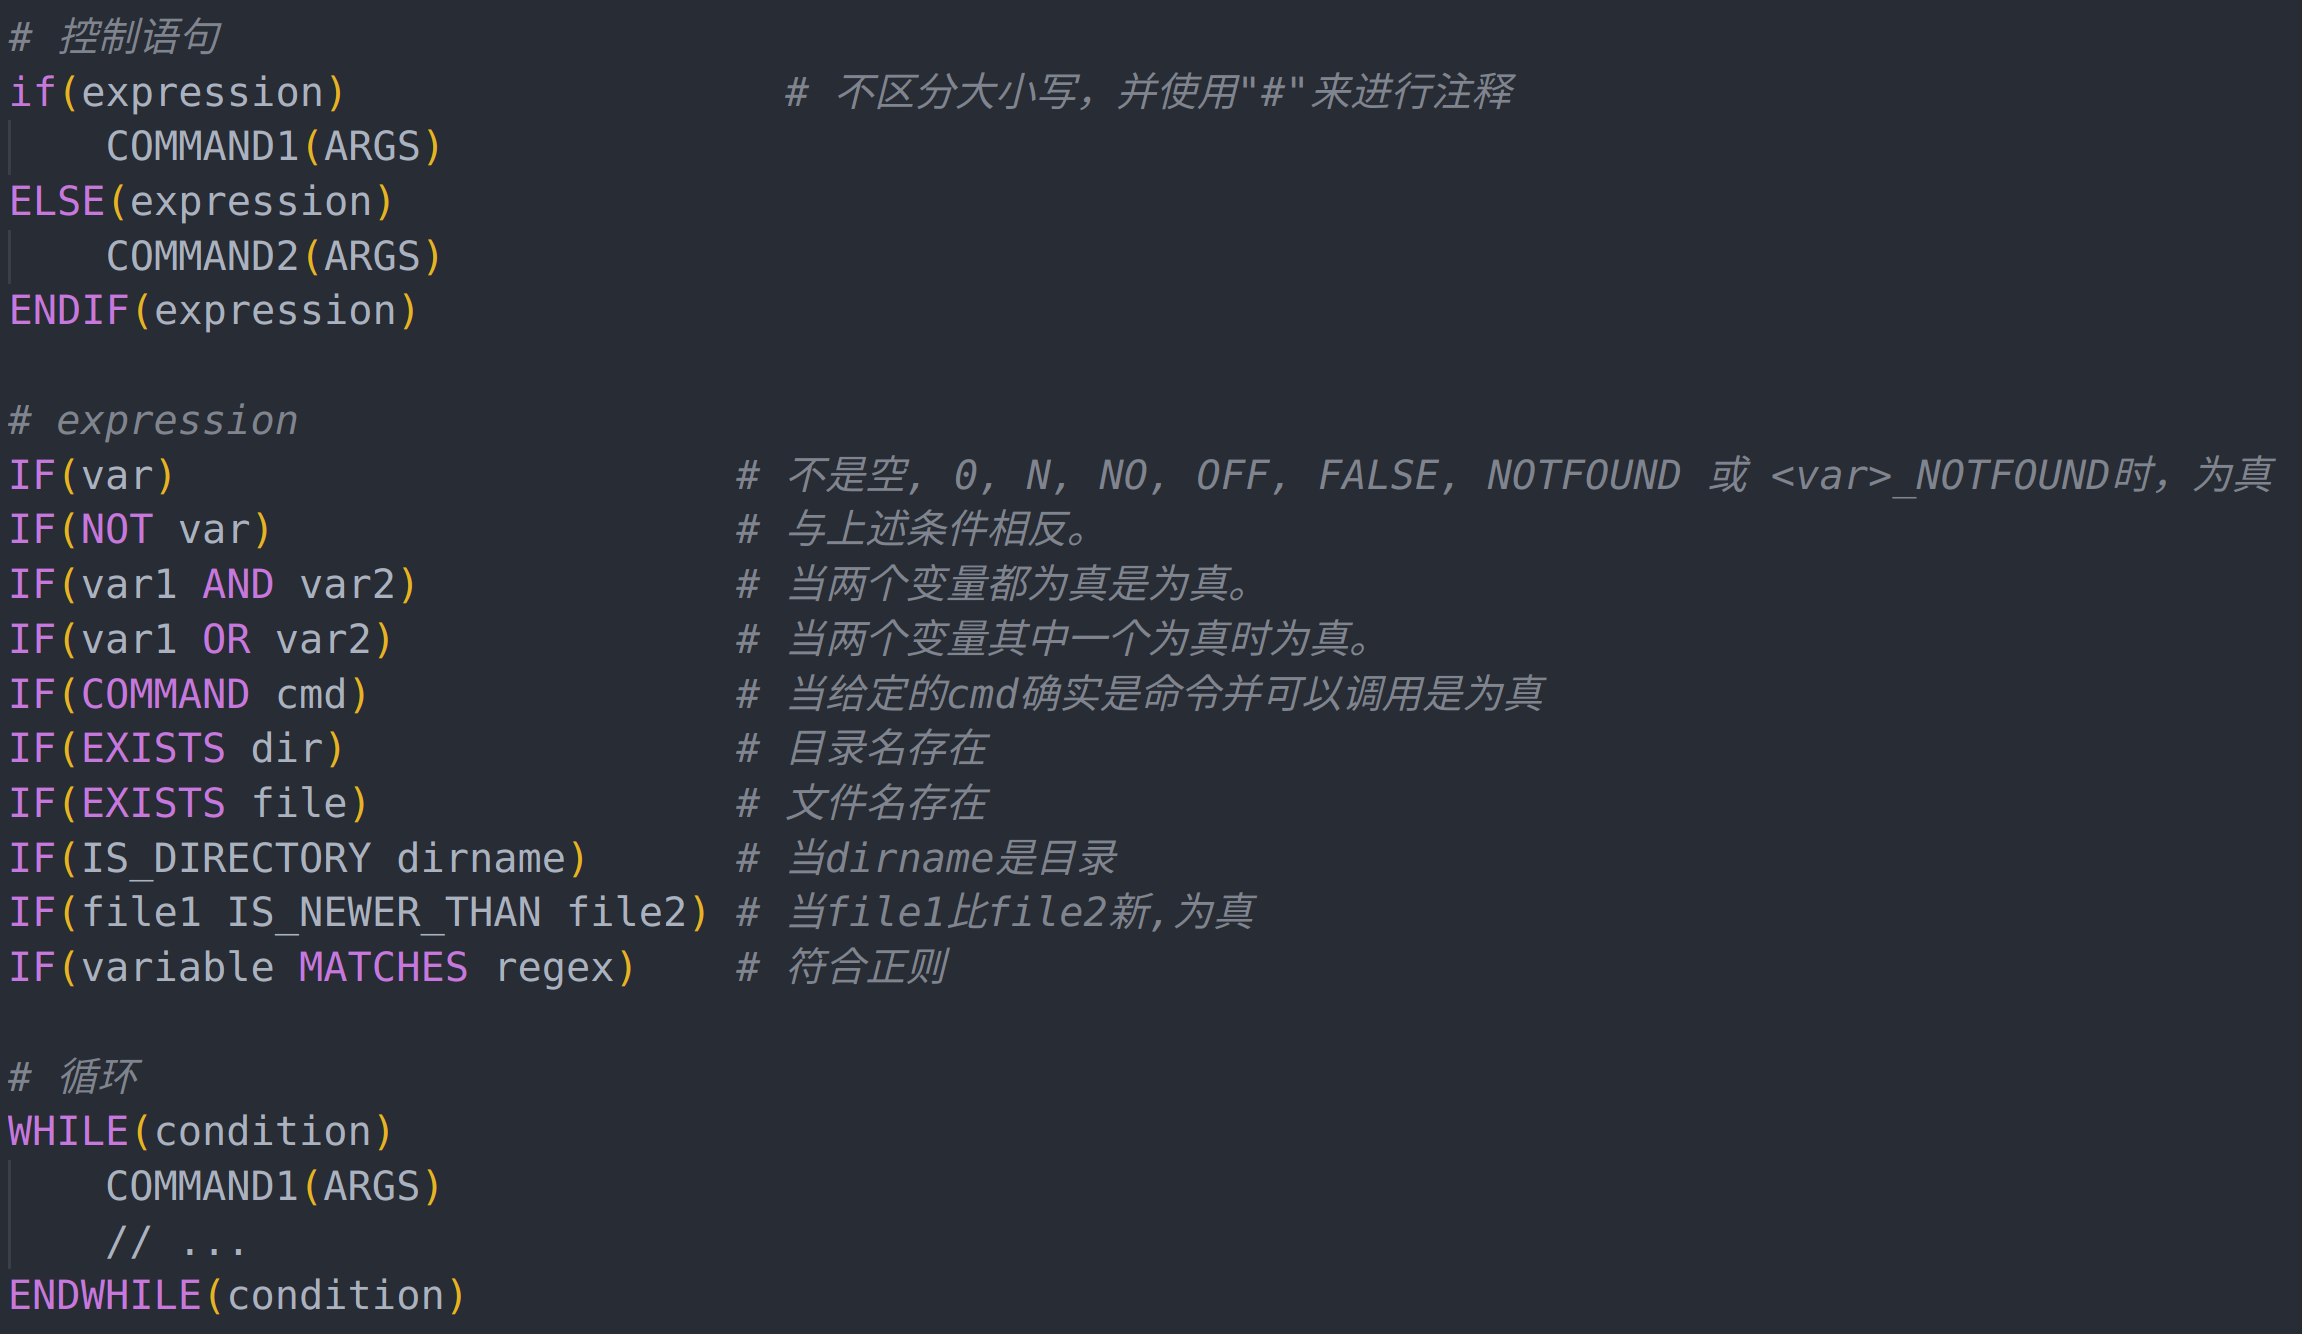 # 控制语句
if(expression) # 不区分大小写，并使用"#"来进行注释
COMMAND1(ARGS)
ELSE(expression)
COMMAND2(ARGS)
ENDIF(expression)
# expression
IF(var) # 不是空, 0, N, NO, OFF, FALSE, NOTFOUND 或 <var>_NOTFOUND时，为真
IF(NOT var) # 与上述条件相反。
IF(var1 AND var2) # 当两个变量都为真是为真。
IF(var1 OR var2) # 当两个变量其中一个为真时为真。
IF(COMMAND cmd) # 当给定的cmd确实是命令并可以调用是为真
IF(EXISTS dir) # 目录名存在
IF(EXISTS file) # 文件名存在
IF(IS_DIRECTORY dirname) # 当dirname是目录
IF(file1 IS_NEWER_THAN file2) # 当file1比file2新,为真
IF(variable MATCHES regex) # 符合正则
# 循环
WHILE(condition)
COMMAND1(ARGS)
// ...
ENDWHILE(condition)